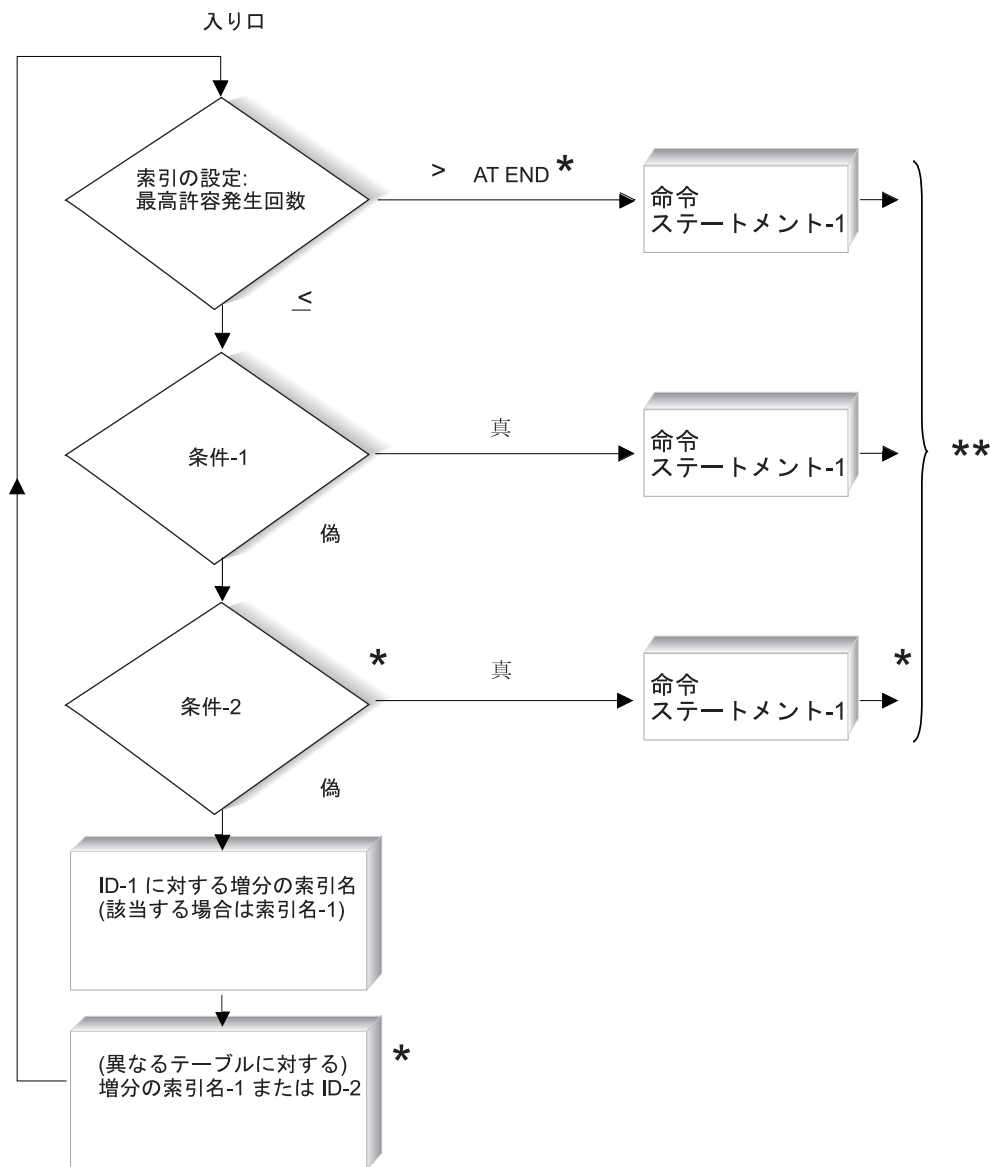 入り口
索引の設定:
最高許容発生回数
> AT END *
命令
ステートメント-1
≤
条件-1
真
命令
ステートメント-1
**
偽
条件-2
*
真
命令
ステートメント-1
*
偽
ID-1 に対する増分の索引名
(該当する場合は索引名-1)
(異なるテーブルに対する)
増分の索引名-1 または ID-2
*